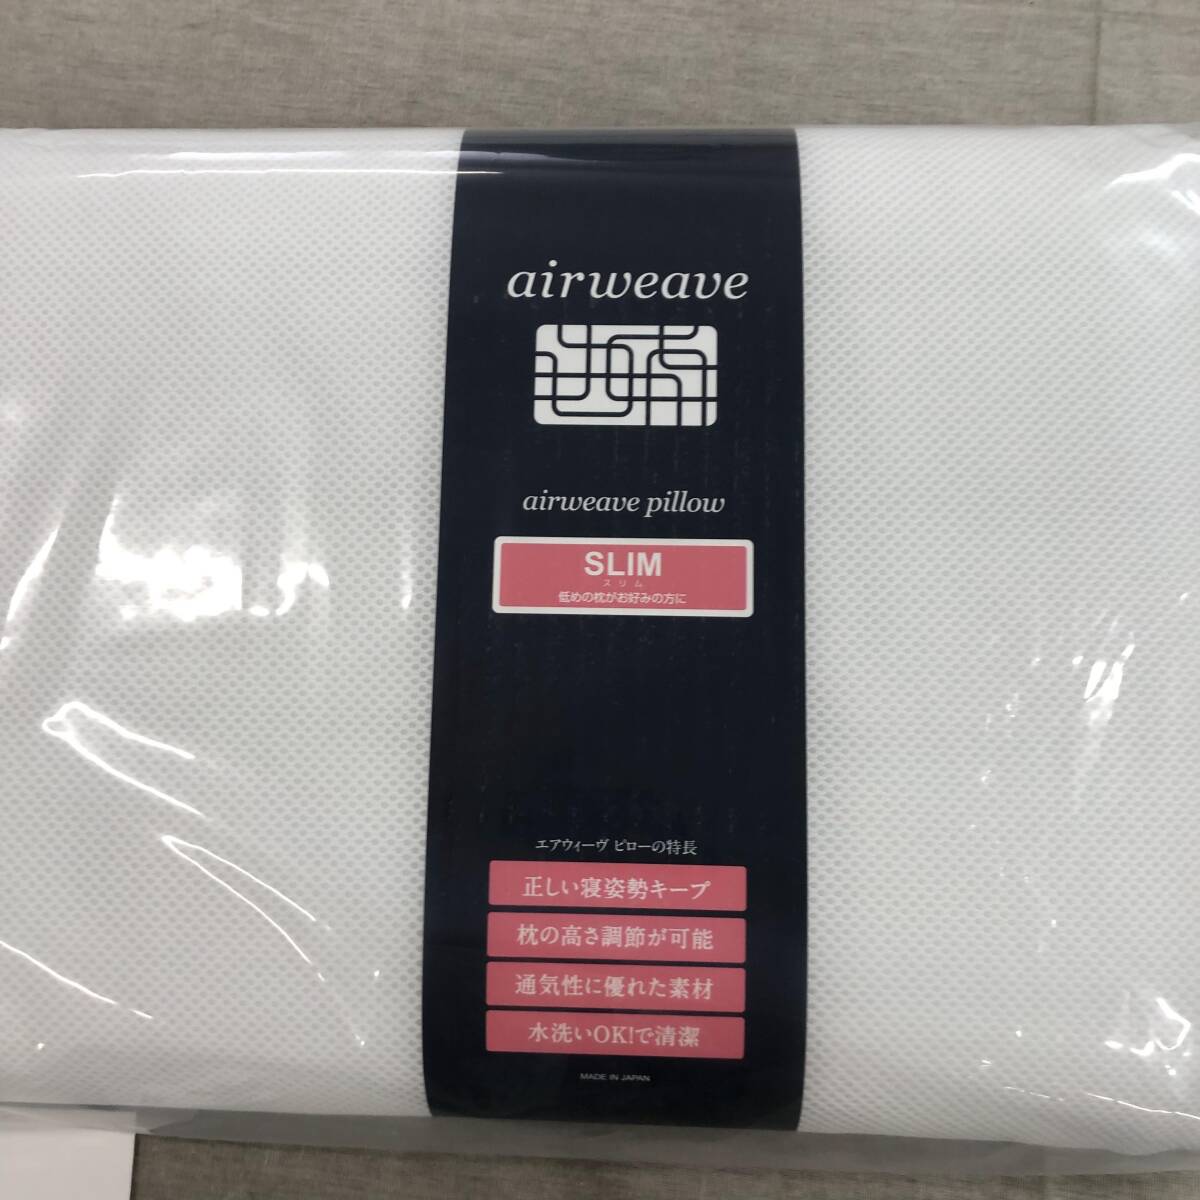 airweave
airweave pillow
SLIM
スリム
低めの枕がお好みの方に
エアウィーヴ ピローの特長
正しい寝姿勢キープ
枕の高さ調節が可能
通気性に優れた素材
水洗いOK!で清潔
MADE IN JAPAN